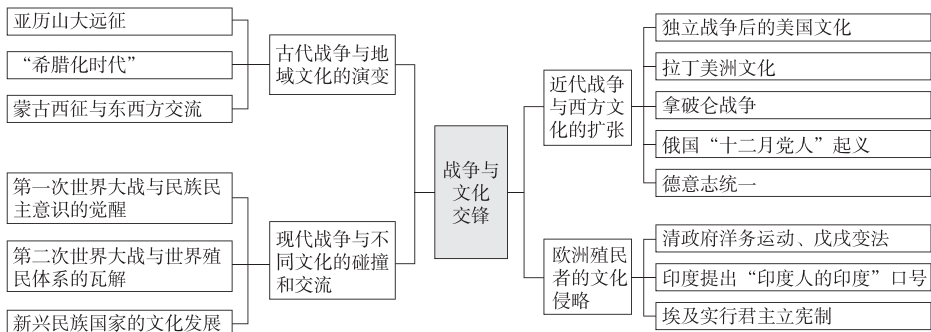 亚历山大远征
“希腊化时代”
蒙古西征与东西方交流
古代战争与地
域文化的演变
第一次世界大战与民族民
主意识的觉醒
第二次世界大战与世界殖
民体系的瓦解
新兴民族国家的文化发展
现代战争与不
同文化的碰撞
和交流
战争与
文化
交锋
近代战争
与西方文
化的扩张
独立战争后的美国文化
拉丁美洲文化
拿破仑战争
俄国“十二月党人”起义
德意志统一
欧洲殖民
者的文化
侵略
清政府洋务运动、戊戌变法
印度提出“印度人的印度”口号
埃及实行君主立宪制